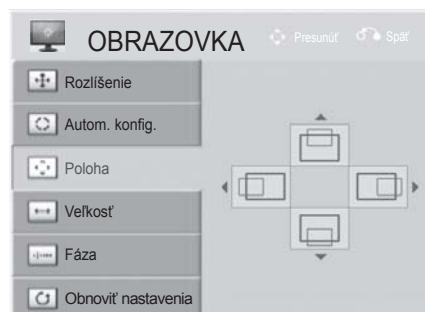 OBRAZOVKA
Presunúť Späť
Rozlíšenie
Autom. konfig.
Poloha
Veľkosť
Fáza
Obnoviť nastavenia